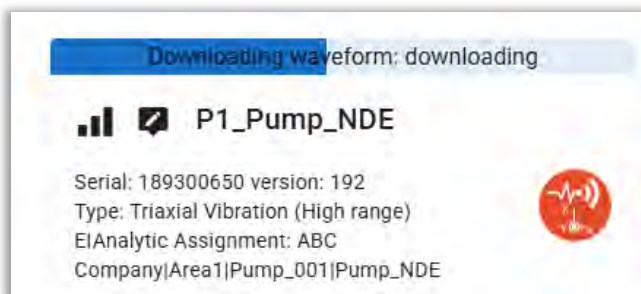 Downloading waveform: downloading
P1_Pump_NDE
Serial: 189300650 version: 192
Type: Triaxial Vibration (High range)
EIAnalytic Assignment: ABC
Company|Area1|Pump_001|Pump_NDE